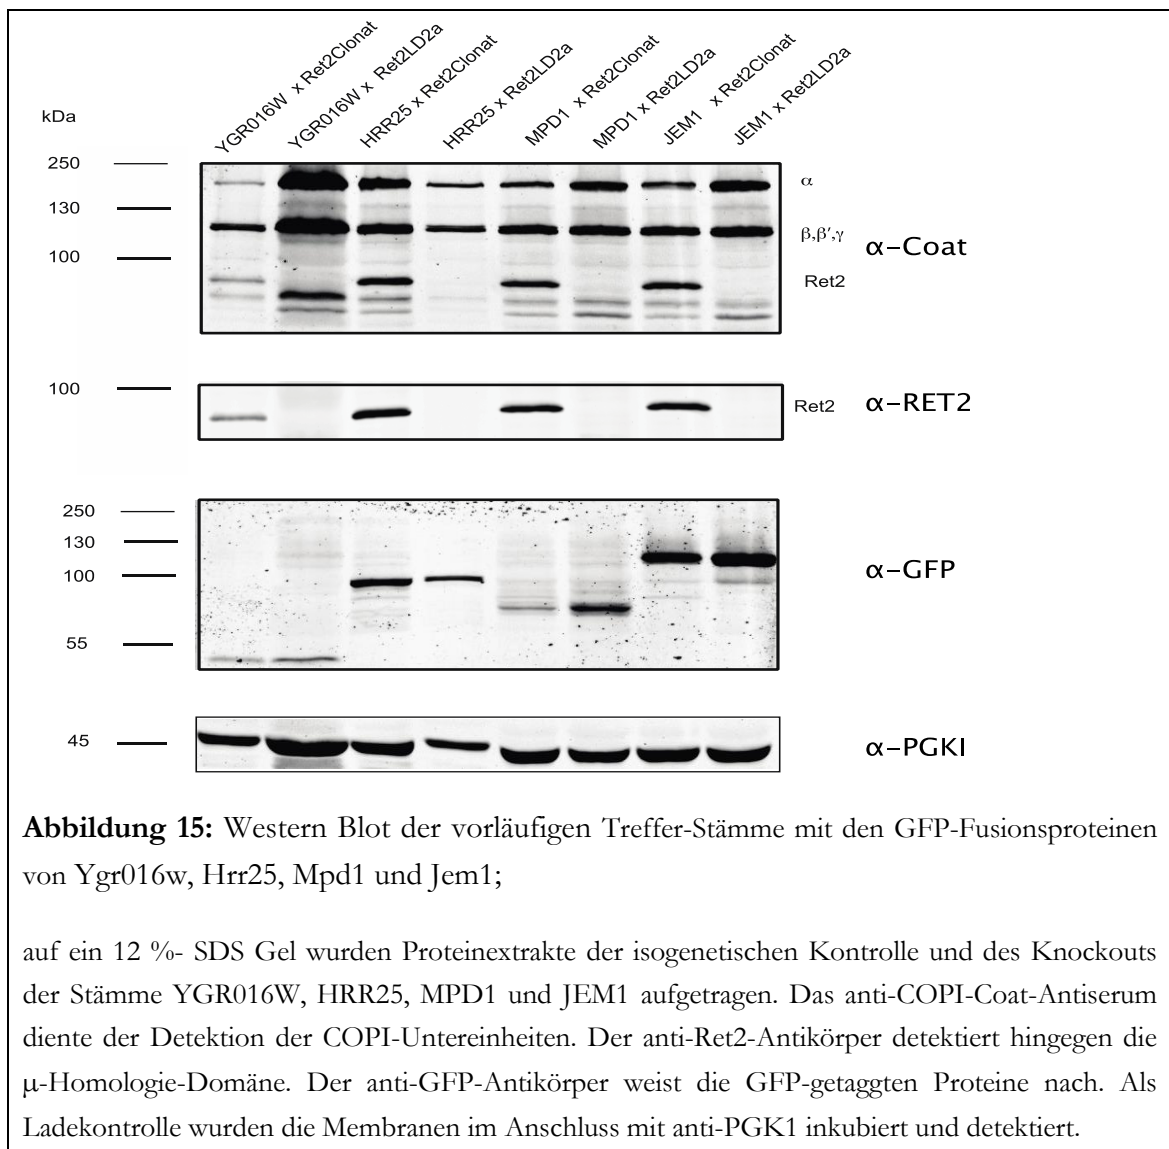 YGR016W x Ret2Clonat
YGR016W x Ret2LD2a
HRR25 x Ret2Clonat
HRR25 x Ret2LD2a
MPD1 x Ret2Clonat
MPD1 x Ret2LD2a
JEM1 x Ret2Clonat
JEM1 x Ret2LD2a
kDa
250
130
100
α
β,β',γ
Ret2
α–Coat
100
Ret2
α–RET2
250
130
100
55
α–GFP
45
α–PGKI
Abbildung 15: Western Blot der vorläufigen Treffer-Stämme mit den GFP-Fusionsproteinen
von Ygr016w, Hrr25, Mpd1 und Jem1;
auf ein 12 %- SDS Gel wurden Proteinextrakte der isogenetischen Kontrolle und des Knockouts
der Stämme YGR016W, HRR25, MPD1 und JEM1 aufgetragen. Das anti-COPI-Coat-Antiserum
diente der Detektion der COPI-Untereinheiten. Der anti-Ret2-Antikörper detektiert hingegen die
μ-Homologie-Domäne. Der anti-GFP-Antikörper weist die GFP-getaggten Proteine nach. Als
Ladekontrolle wurden die Membranen im Anschluss mit anti-PGK1 inkubiert und detektiert.